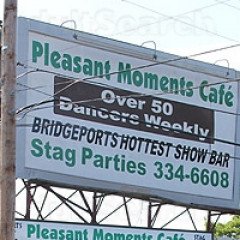 Pleasant Moments Café
Over 50
Dancers Weekly
BRIDGEPORTS HOTTEST SHOW BAR
Stag Parties 334-6608
Pleasant Moments Café